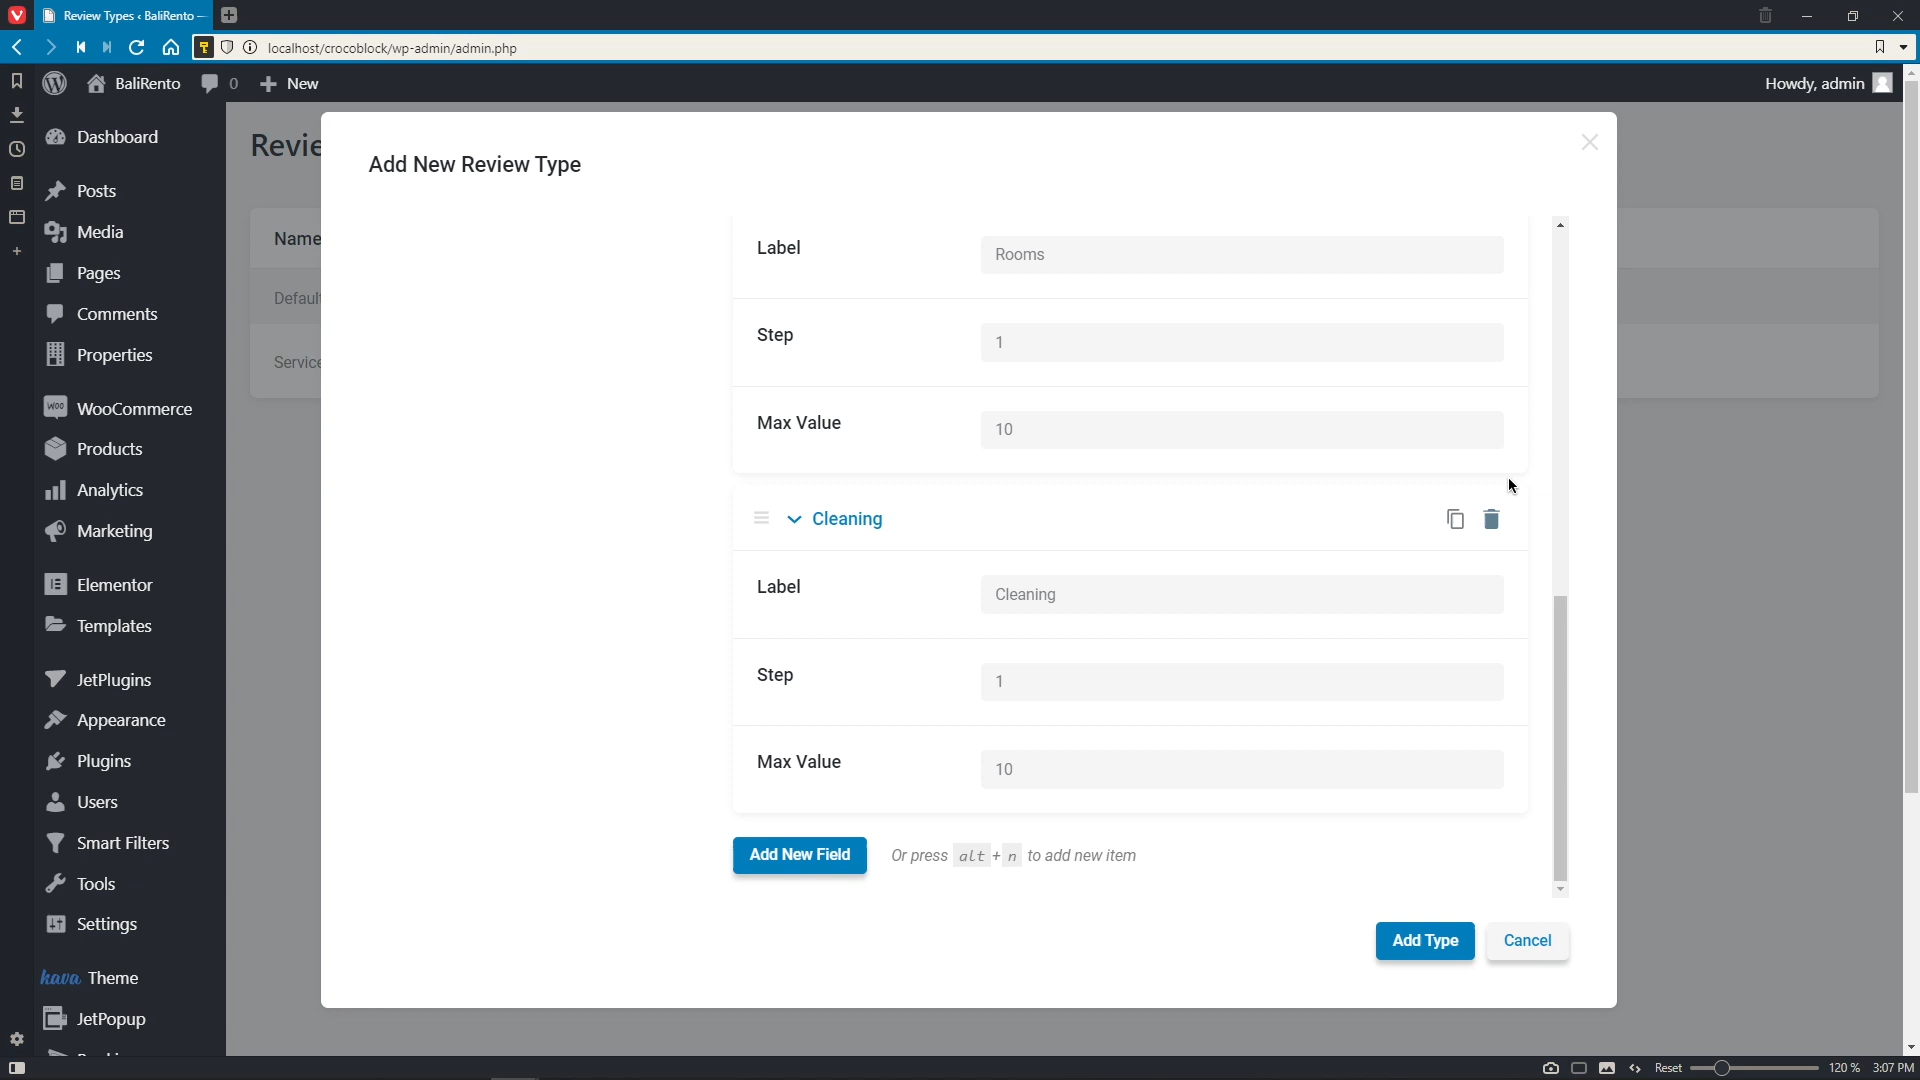 Review Types ‹ BaliRento —
localhost/crocoblock/wp-admin/admin.php
BaliRento
0
New
Howdy, admin
Dashboard
Posts
Media
Pages
Comments
Properties
WooCommerce
Products
Analytics
Marketing
Elementor
Templates
JetPlugins
Appearance
Plugins
Users
Smart Filters
Tools
Settings
kava Theme
JetPopup
Name
Add New Review Type
Label
Rooms
Step
1
Max Value
10
Cleaning
Label
Cleaning
Step
1
Max Value
10
Add New Field
Or press alt + n to add new item
Add Type
Cancel
Reset
120 %
3:07 PM